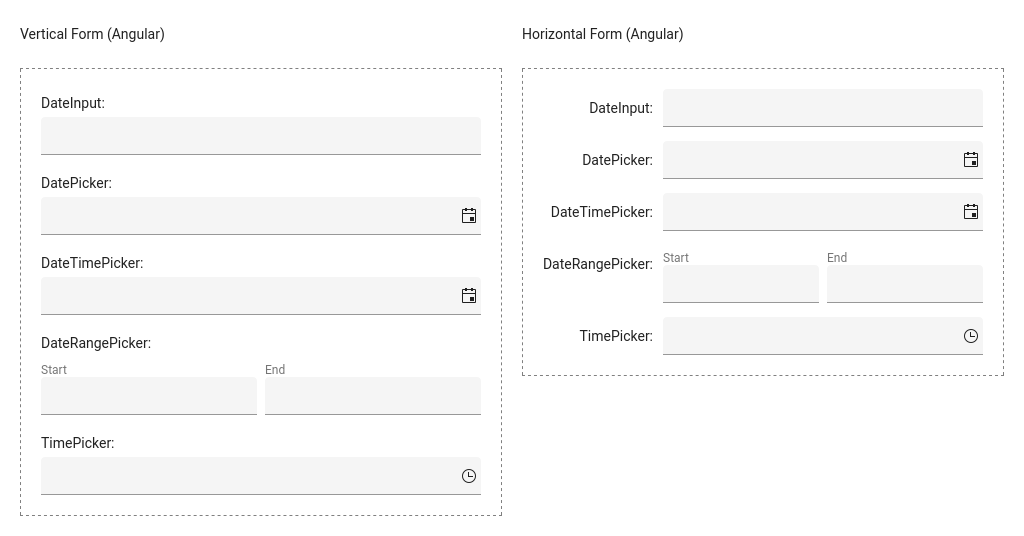 Vertical Form (Angular)
DateInput:
DatePicker:
DateTimePicker:
DateRangePicker:
Start End
TimePicker:
Horizontal Form (Angular)
DateInput:
DatePicker:
DateTimePicker:
DateRangePicker: Start End
TimePicker: